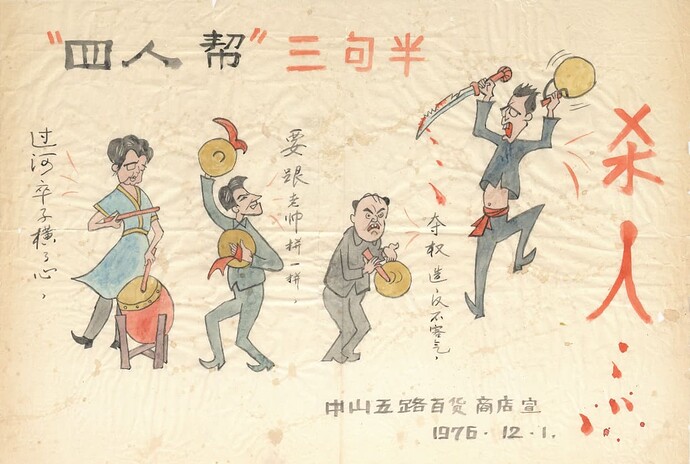 “四人帮”三句半
过河卒子横了心，
要跟老帅拼一拼，
夺权造反不客气，
杀人……
中山五路百货商店宣
1976·12·1.